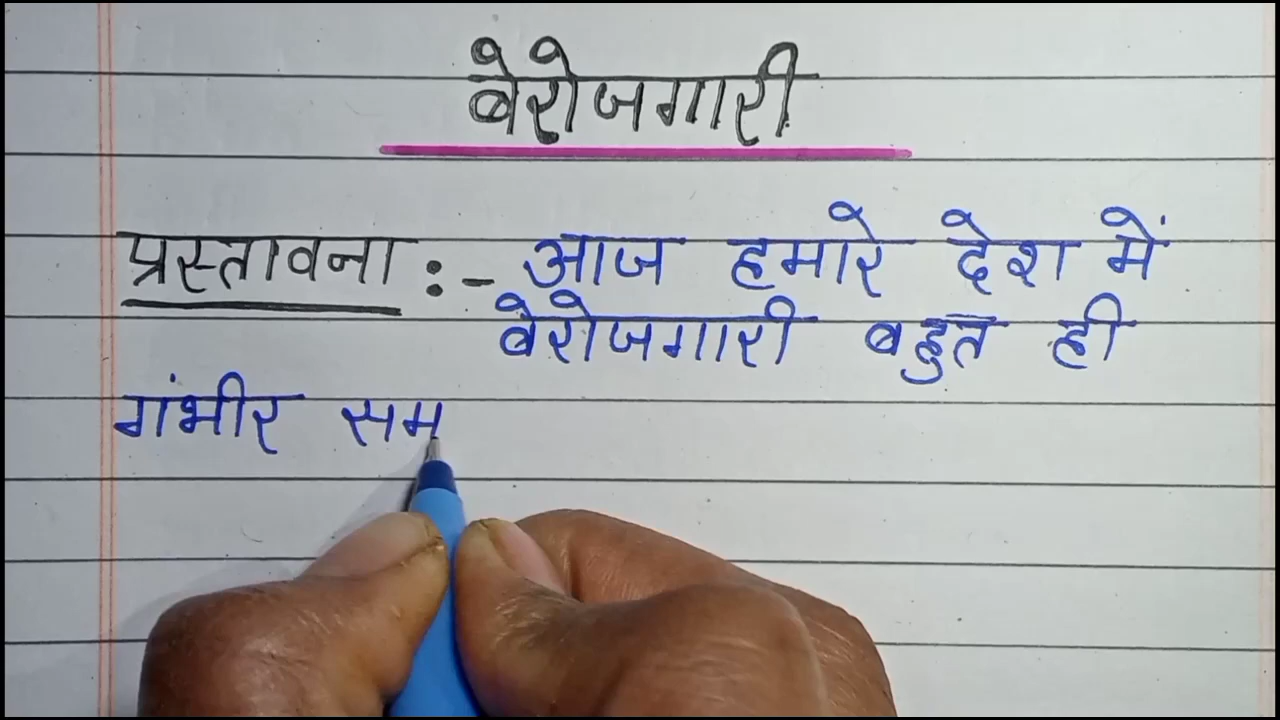 बेरोजगारी
प्रस्तावना :- आज हमारे देश में
बेरोजगारी बहुत ही
गंभीर सम